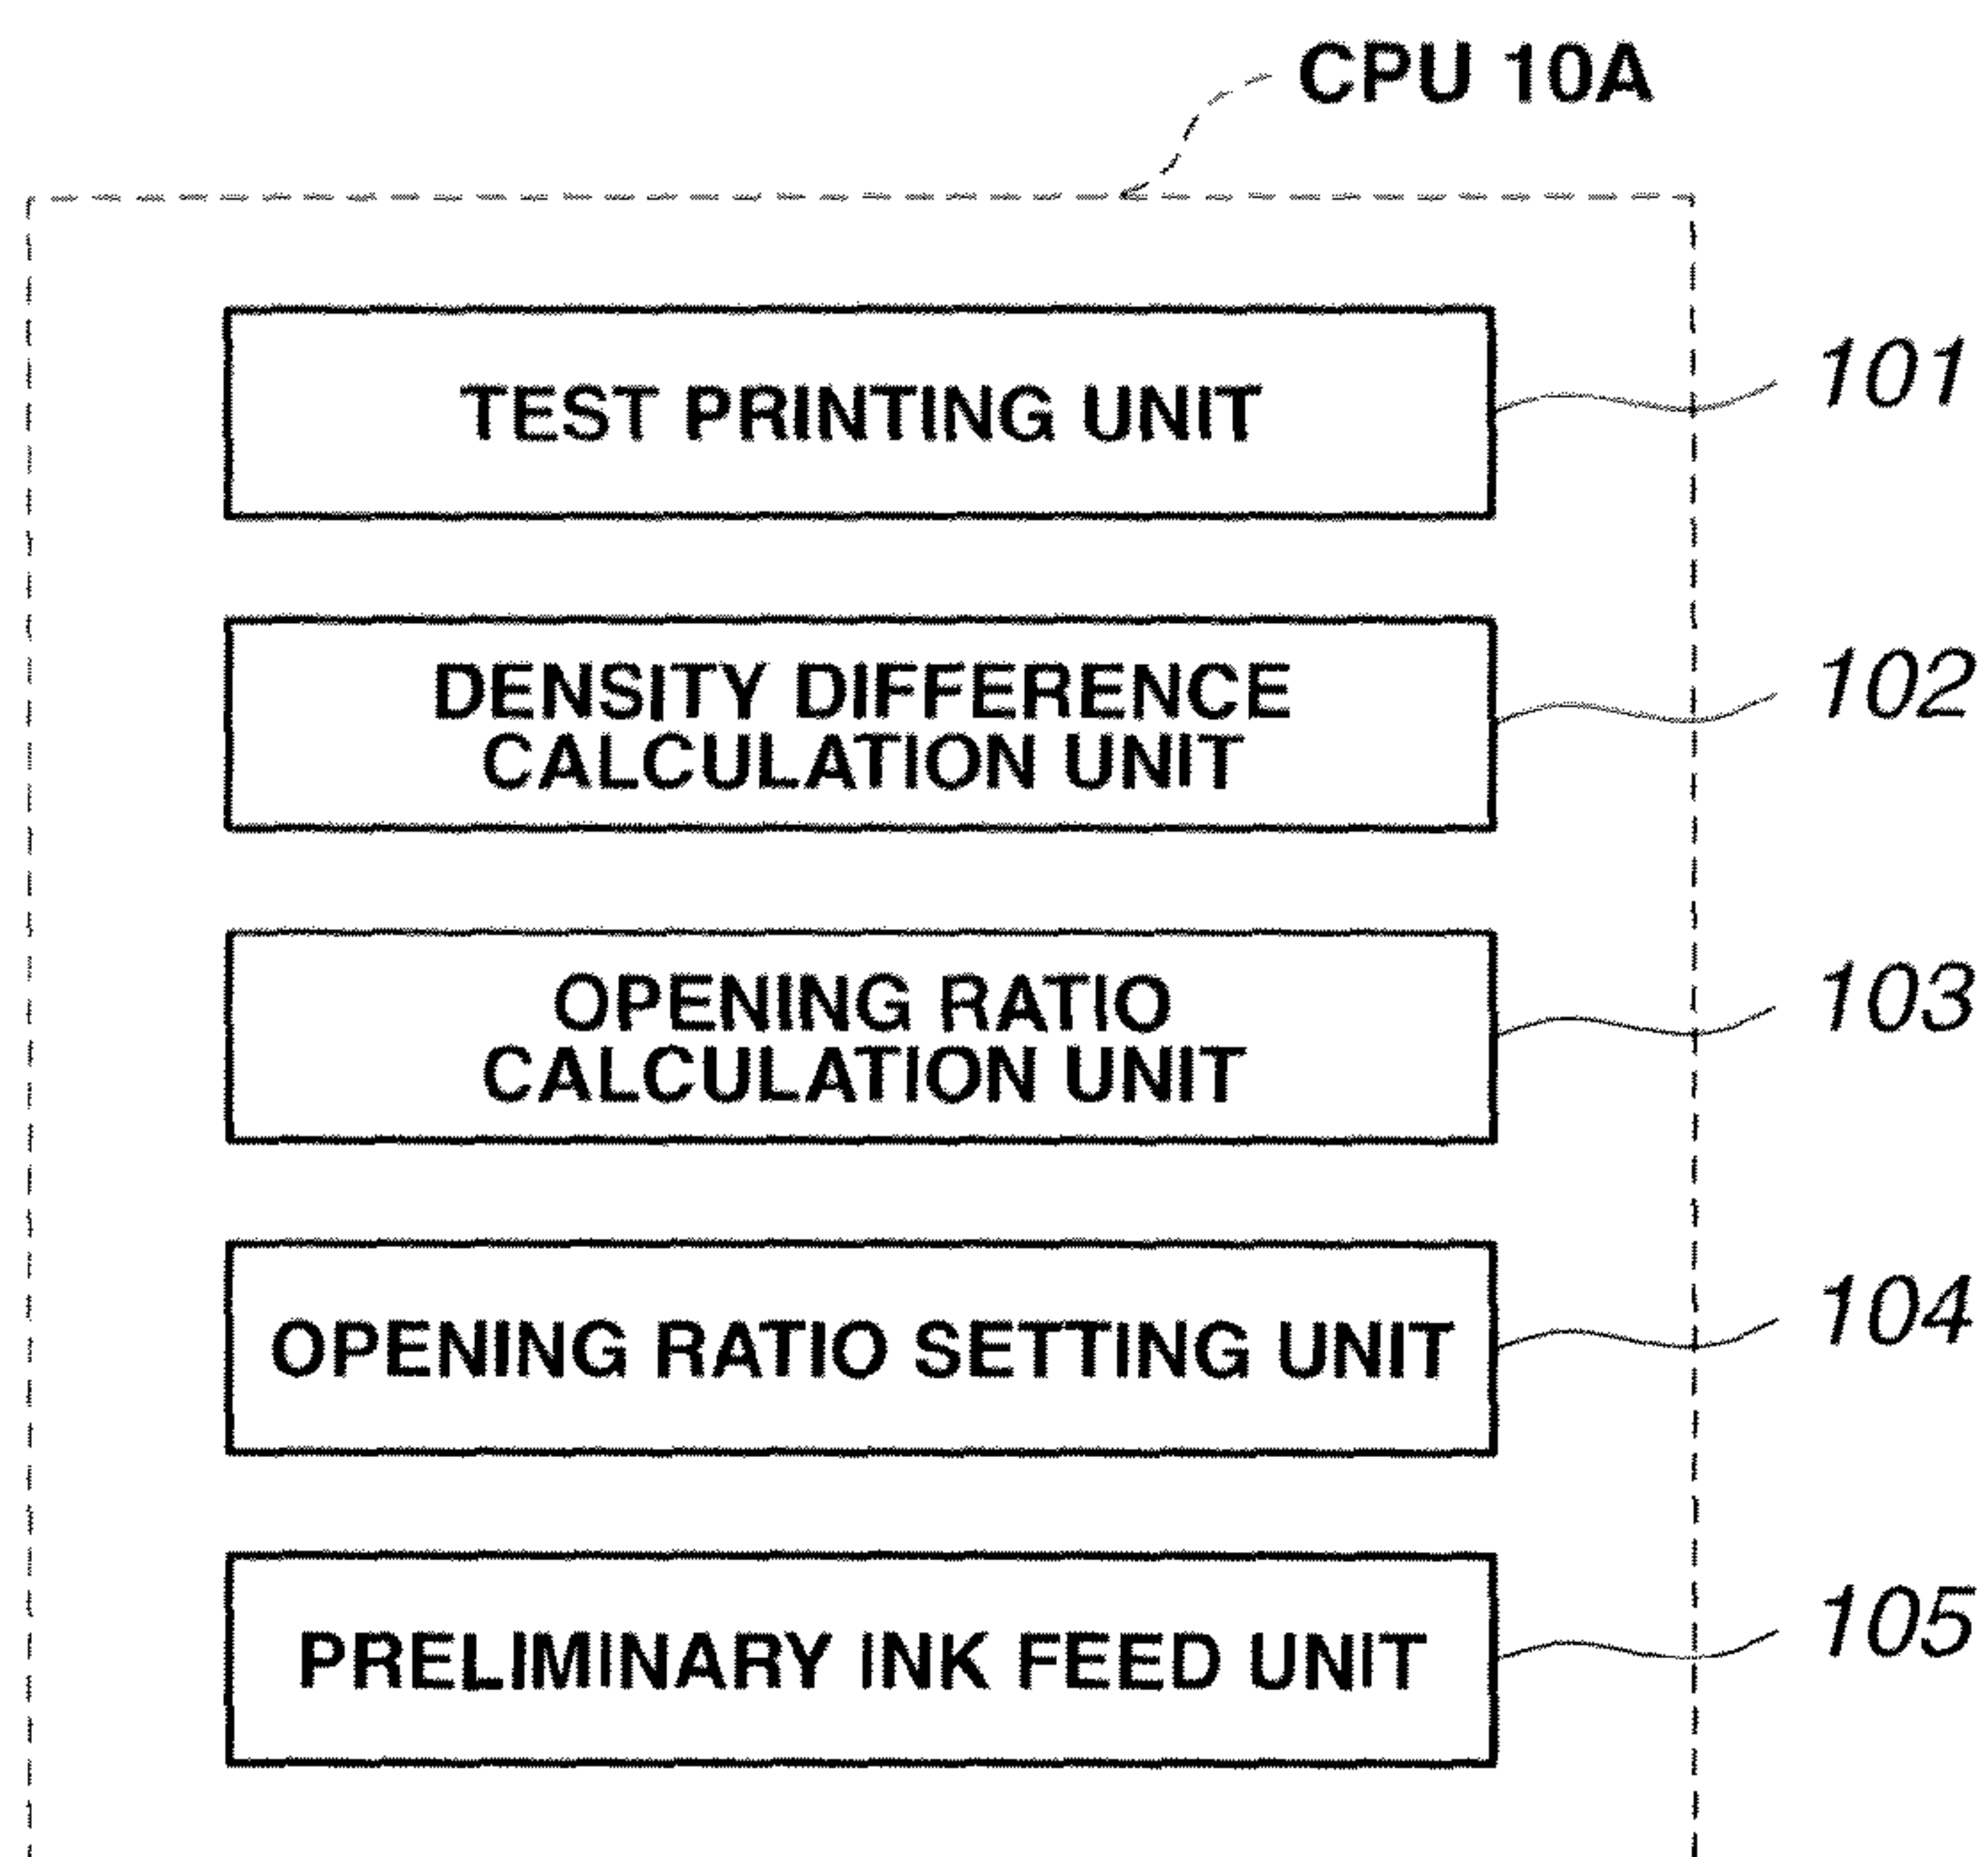 CPU 10A
TEST PRINTING UNIT
101
DENSITY DIFFERENCE
CALCULATION UNIT
102
OPENING RATIO
CALCULATION UNIT
103
OPENING RATIO SETTING UNIT
104
PRELIMINARY INK FEED UNIT
105